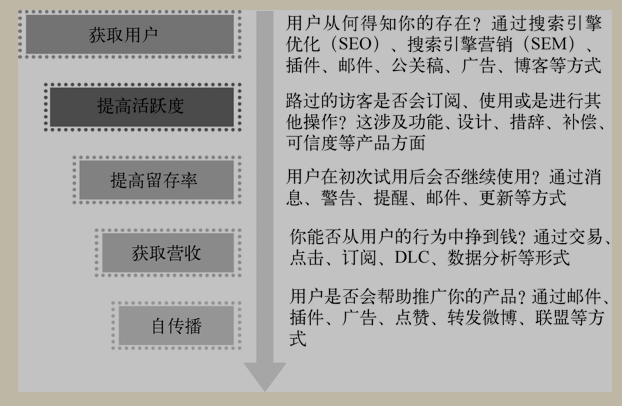 获取用户
用户从何得知你的存在？通过搜索引擎
优化（SEO）、搜索引擎营销（SEM）、
插件、邮件、公关稿、广告、博客等方式
提高活跃度
路过的访客是否会订阅、使用或是进行其
他操作？这涉及功能、设计、措辞、补偿、
可信度等产品方面
提高留存率
用户在初次试用后会否继续使用？通过消
息、警告、提醒、邮件、更新等方式
获取营收
你能否从用户的行为中挣到钱？通过交易、
点击、订阅、DLC、数据分析等形式
自传播
用户是否会帮助推广你的产品？通过邮件、
插件、广告、点赞、转发微博、联盟等方
式